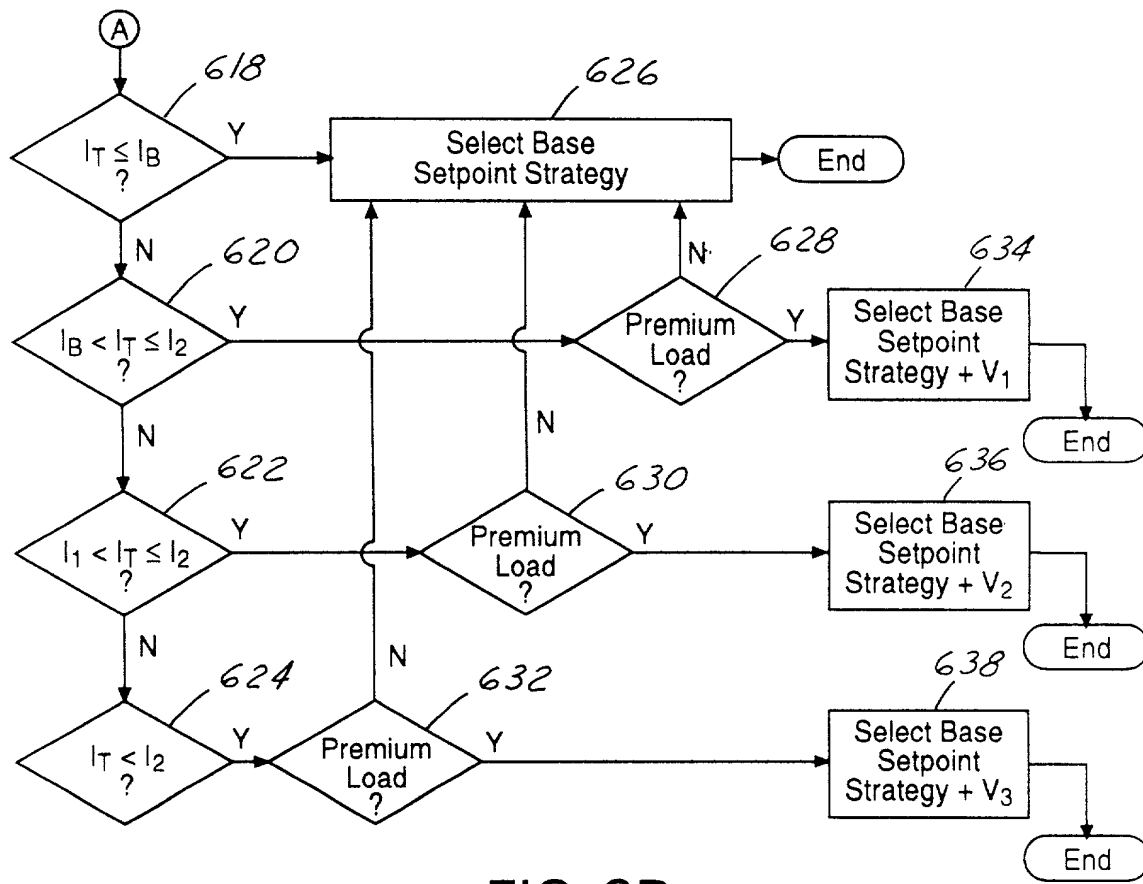 A
618
I_T ≤ I_B
?
Y
N
626
Select Base
Setpoint Strategy
End
620
I_B < I_T ≤ I_2
?
Y
N
628
Premium
Load
?
N
Y
634
Select Base
Setpoint
Strategy + V_1
End
622
I_1 < I_T ≤ I_2
?
Y
N
630
Premium
Load
?
N
Y
636
Select Base
Setpoint
Strategy + V_2
End
624
I_T < I_2
?
Y
632
Premium
Load
?
N
Y
638
Select Base
Setpoint
Strategy + V_3
End